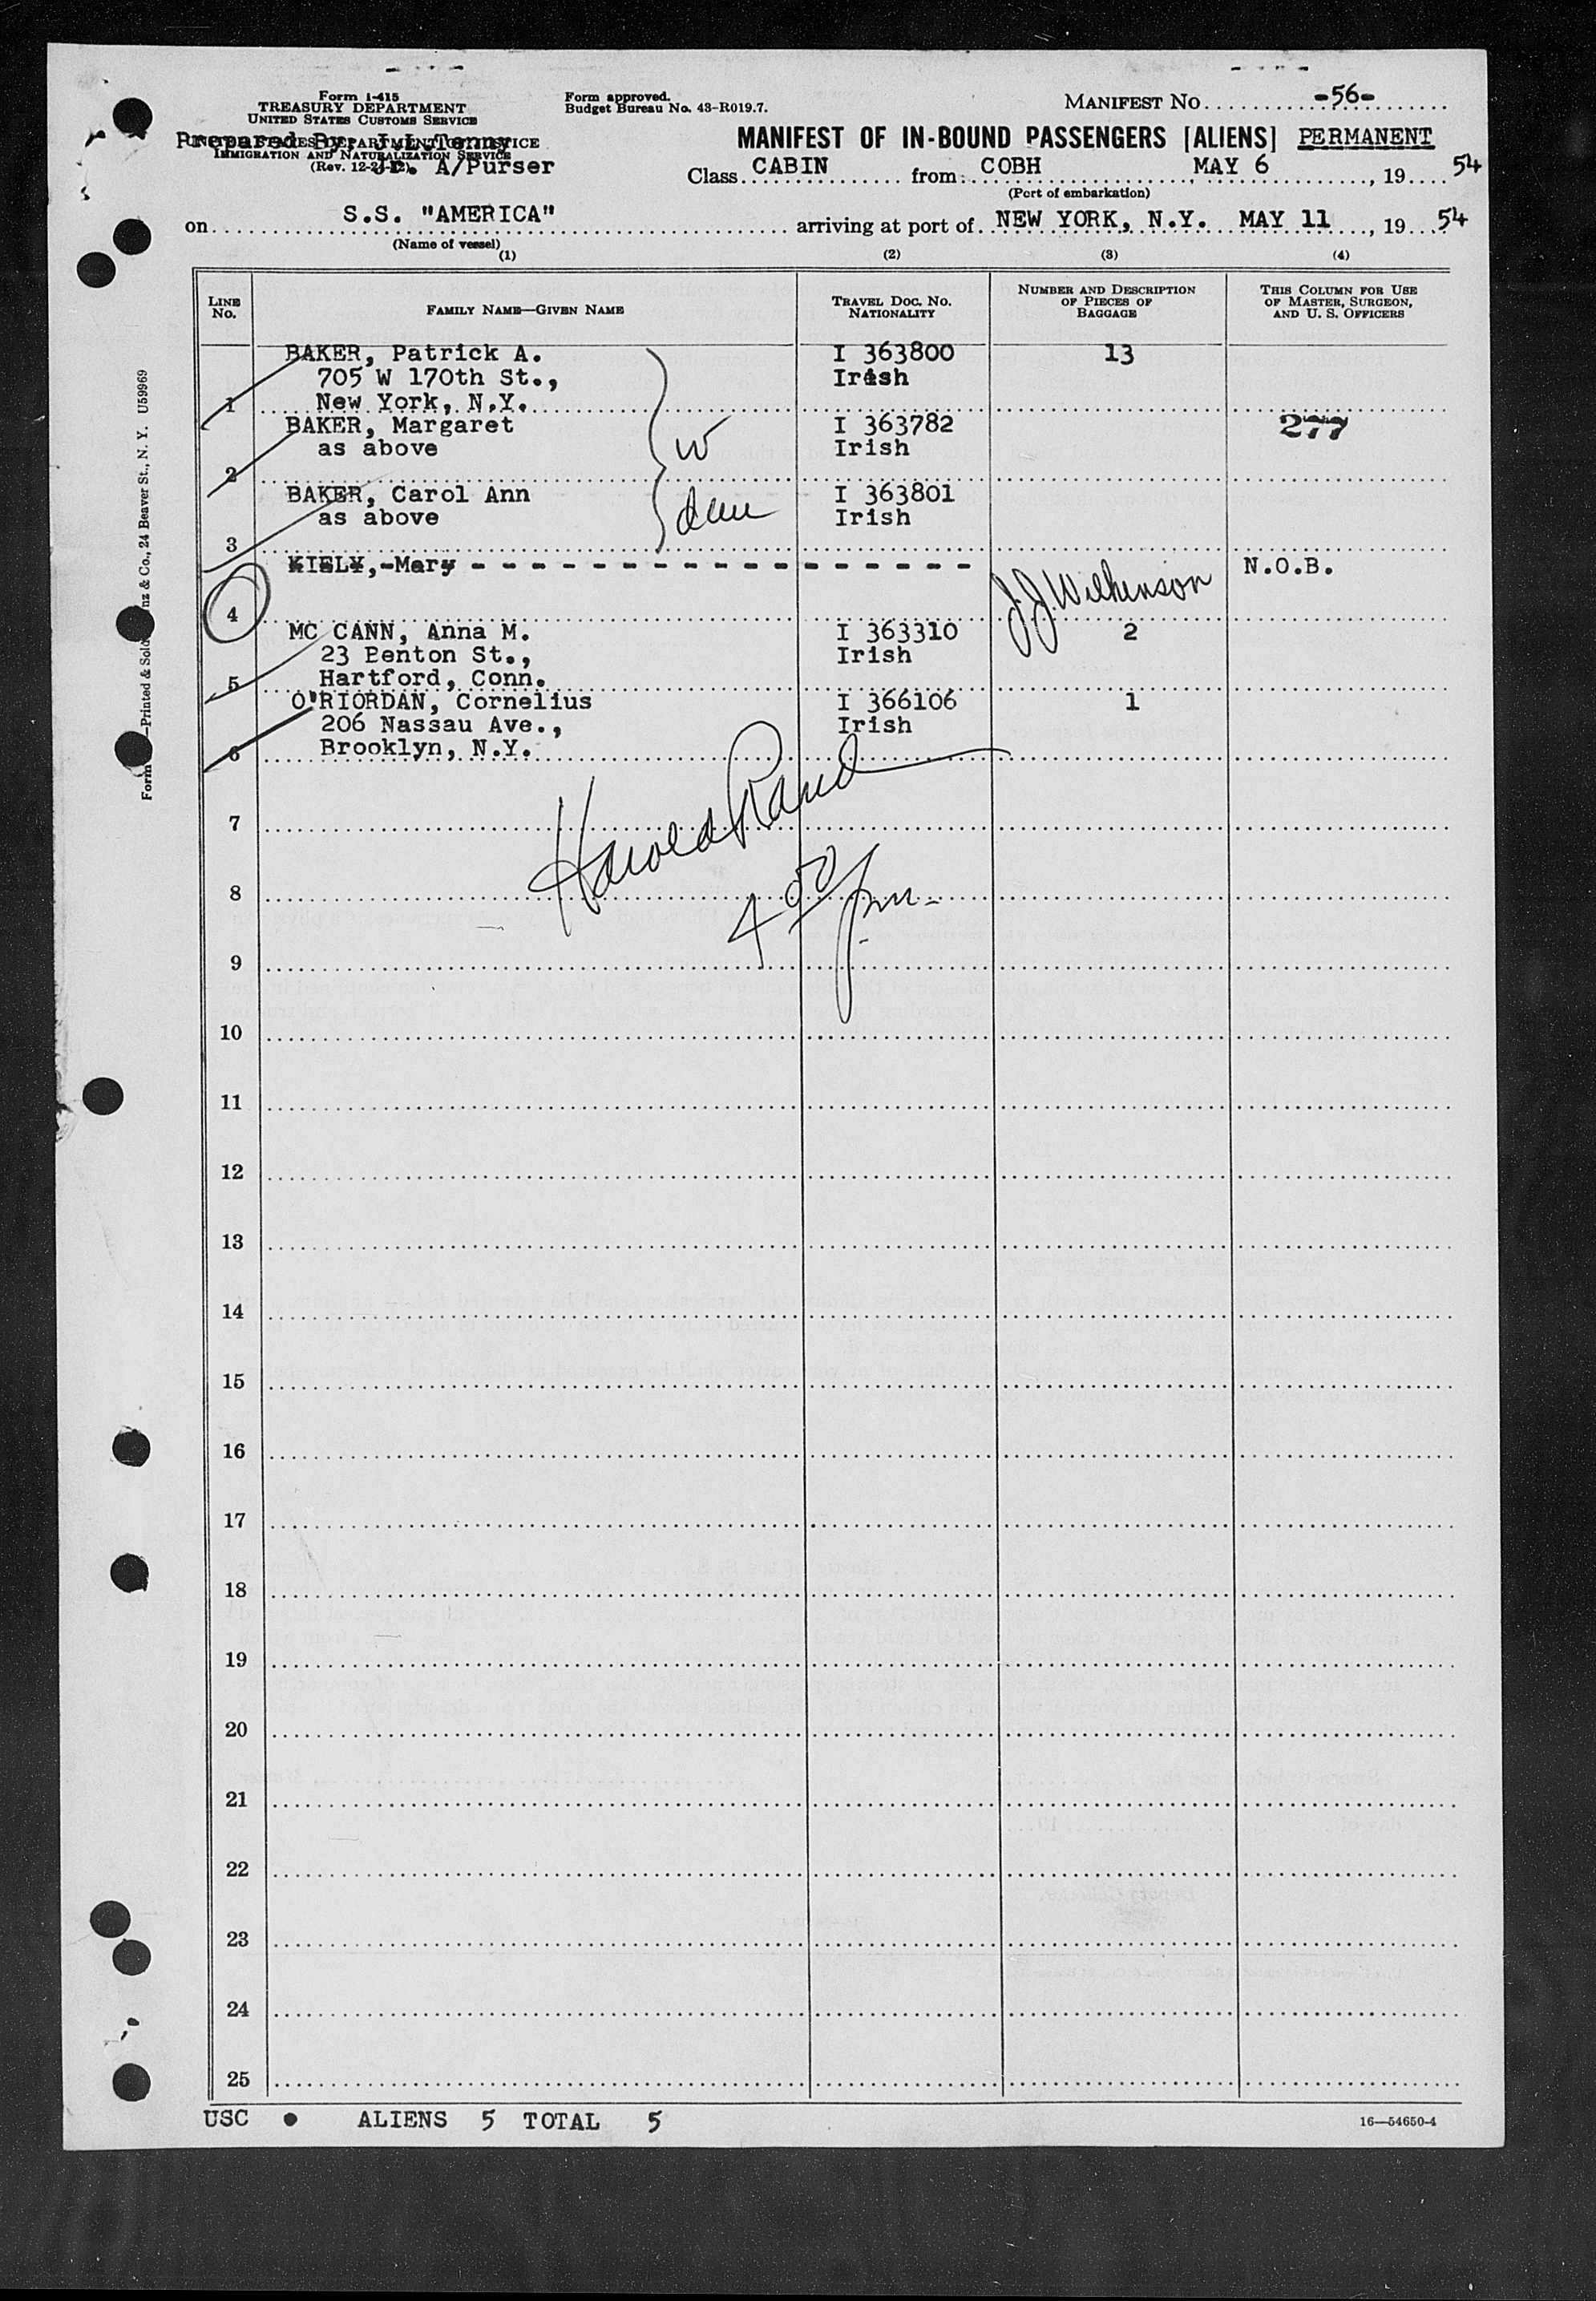 Form I-415
TREASURY DEPARTMENT
UNITED STATES CUSTOMS SERVICE
Prepared By: J.L.Tenny
IMMIGRATION AND NATURALIZATION SERVICE
Jr. A/Purser
Form approved.
Budget Bureau No. 43-R019.7.
MANIFEST NO. -56-
MANIFEST OF IN-BOUND PASSENGERS [ALIENS] PERMANENT
Class CABIN from COBH MAY 6, 1954
(Port of embarkation)
on S.S. "AMERICA" arriving at port of NEW YORK, N.Y. MAY 11, 1954
(Name of vessel)
(1) (2) (3) (4)
LINE NO. FAMILY NAME—GIVEN NAME TRAVEL DOC. NO. NATIONALITY NUMBER AND DESCRIPTION OF PIECES OF BAGGAGE THIS COLUMN FOR USE OF MASTER, SURGEON, AND U. S. OFFICERS
BAKER, Patrick A. I 363800 13
705 W 170th St., Irish
1 New York, N.Y.
BAKER, Margaret I 363782 277
as above W Irish
2
BAKER, Carol Ann I 363801
as above Irish
3
KIELY, Mary N.O.B.
4 J.J. Wilkinson
MC CANN, Anna M. I 363310 2
23 Benton St., Irish
5 Hartford, Conn.
O'RIORDAN, Cornelius I 366106 1
206 Nassau Ave., Irish
6 Brooklyn, N.Y.
Harold Rand
7
4 00 pm.
8
9
10
11
12
13
14
15
16
17
18
19
20
21
22
23
24
25
USC ALIENS 5 TOTAL 5
16—54650-4
24 Beaver St., N. Y. U59969